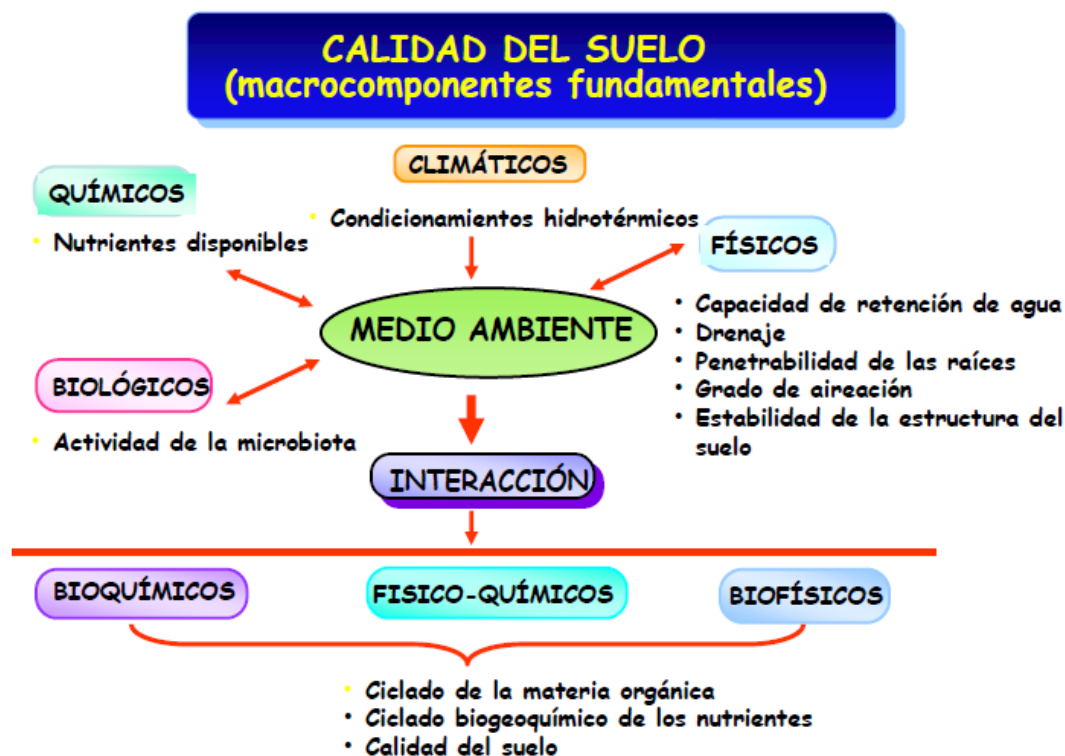 CALIDAD DEL SUELO
(macrocomponentes fundamentales)
CLIMÁTICOS
• Condicionamientos hidrotérmicos
QUÍMICOS
• Nutrientes disponibles
FÍSICOS
• Capacidad de retención de agua
• Drenaje
• Penetrabilidad de las raíces
• Grado de aireación
• Estabilidad de la estructura del
suelo
MEDIO AMBIENTE
BIOLÓGICOS
• Actividad de la microbiota
INTERACCIÓN
BIOQUÍMICOS
FISICO-QUÍMICOS
BIOFÍSICOS
• Ciclado de la materia orgánica
• Ciclado biogeoquímico de los nutrientes
• Calidad del suelo